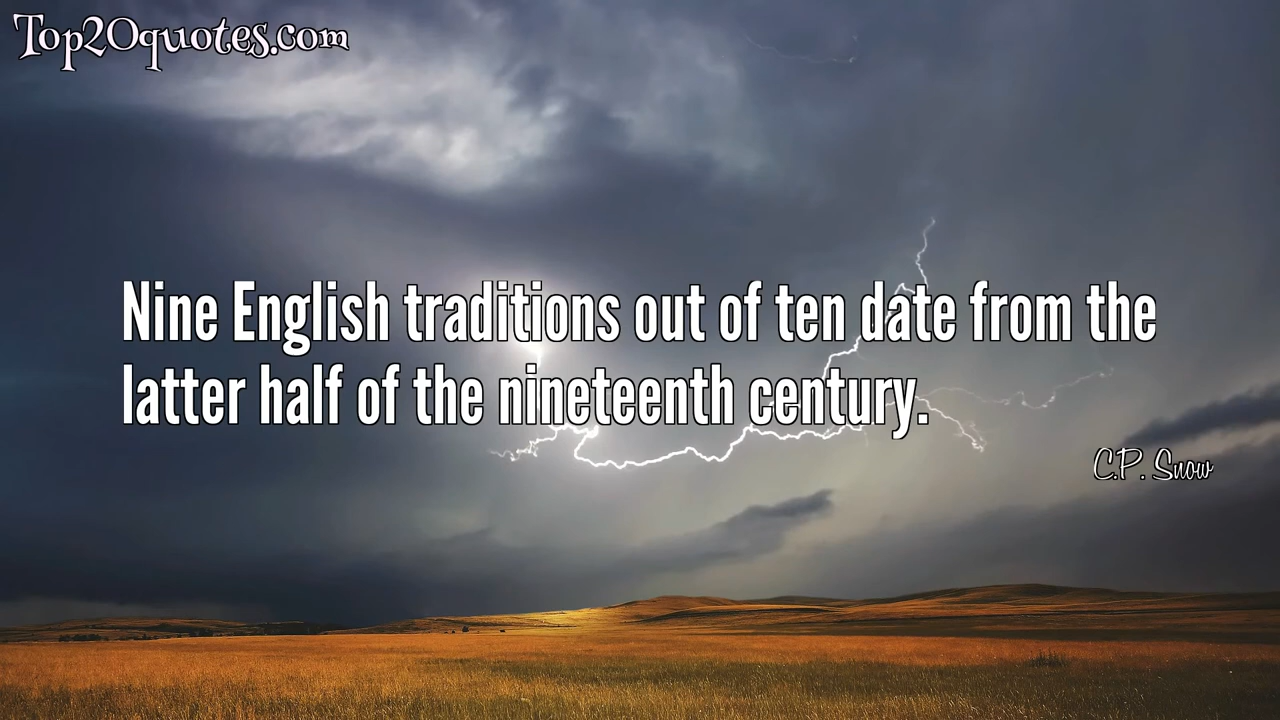 Top20quotes.com
Nine English traditions out of ten date from the
latter half of the nineteenth century.
C.P. Snow